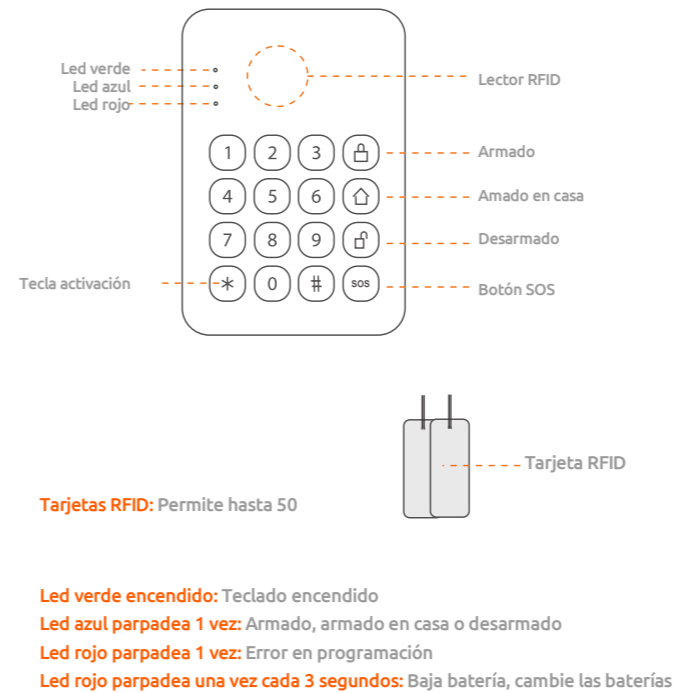 Led verde
Led azul
Led rojo
Lector RFID
1 2 3
Armado
4 5 6
Amado en casa
7 8 9
Desarmado
Tecla activación
* 0 # SOS
Botón SOS
Tarjeta RFID
Tarjetas RFID: Permite hasta 50
Led verde encendido: Teclado encendido
Led azul parpadea 1 vez: Armado, armado en casa o desarmado
Led rojo parpadea 1 vez: Error en programación
Led rojo parpadea una vez cada 3 segundos: Baja batería, cambie las baterías